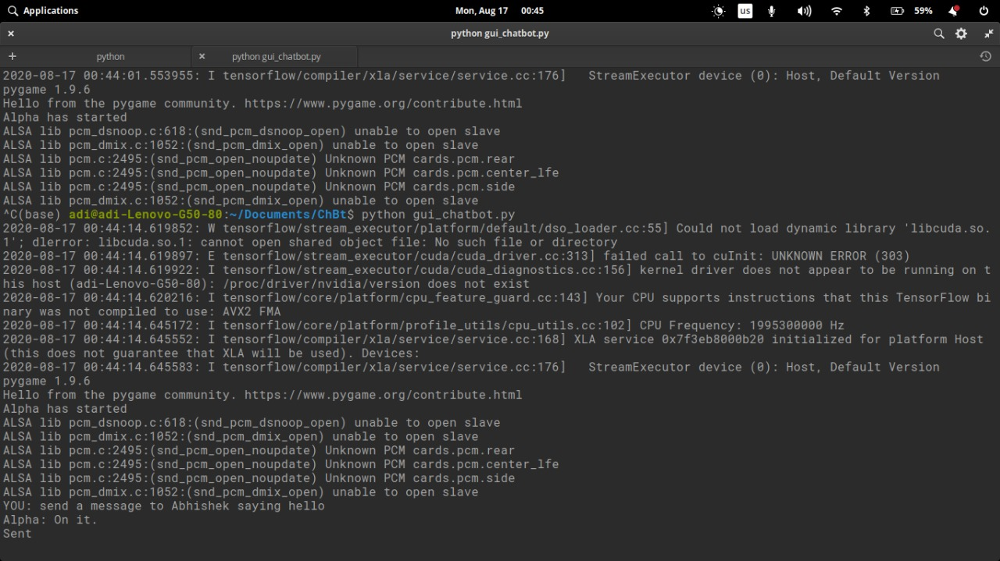 Applications
Mon, Aug 17 00:45
us
59%
python gui_chatbot.py
python
python gui_chatbot.py
2020-08-17 00:44:01.553955: I tensorflow/compiler/xla/service/service.cc:176]   StreamExecutor device (0): Host, Default Version
pygame 1.9.6
Hello from the pygame community. https://www.pygame.org/contribute.html
Alpha has started
ALSA lib pcm_dsnoop.c:618:(snd_pcm_dsnoop_open) unable to open slave
ALSA lib pcm_dmix.c:1052:(snd_pcm_dmix_open) unable to open slave
ALSA lib pcm.c:2495:(snd_pcm_open_noupdate) Unknown PCM cards.pcm.rear
ALSA lib pcm.c:2495:(snd_pcm_open_noupdate) Unknown PCM cards.pcm.center_lfe
ALSA lib pcm.c:2495:(snd_pcm_open_noupdate) Unknown PCM cards.pcm.side
ALSA lib pcm_dmix.c:1052:(snd_pcm_dmix_open) unable to open slave
^C(base) adi@adi-Lenovo-G50-80:~/Documents/ChBt$ python gui_chatbot.py
2020-08-17 00:44:14.619852: W tensorflow/stream_executor/platform/default/dso_loader.cc:55] Could not load dynamic library 'libcuda.so.
1'; dlerror: libcuda.so.1: cannot open shared object file: No such file or directory
2020-08-17 00:44:14.619897: E tensorflow/stream_executor/cuda/cuda_driver.cc:313] failed call to cuInit: UNKNOWN ERROR (303)
2020-08-17 00:44:14.619922: I tensorflow/stream_executor/cuda/cuda_diagnostics.cc:156] kernel driver does not appear to be running on t
his host (adi-Lenovo-G50-80): /proc/driver/nvidia/version does not exist
2020-08-17 00:44:14.620216: I tensorflow/core/platform/cpu_feature_guard.cc:143] Your CPU supports instructions that this TensorFlow bi
nary was not compiled to use: AVX2 FMA
2020-08-17 00:44:14.645172: I tensorflow/core/platform/profile_utils/cpu_utils.cc:102] CPU Frequency: 1995300000 Hz
2020-08-17 00:44:14.645552: I tensorflow/compiler/xla/service/service.cc:168] XLA service 0x7f3eb8000b20 initialized for platform Host
(this does not guarantee that XLA will be used). Devices:
2020-08-17 00:44:14.645583: I tensorflow/compiler/xla/service/service.cc:176]   StreamExecutor device (0): Host, Default Version
pygame 1.9.6
Hello from the pygame community. https://www.pygame.org/contribute.html
Alpha has started
ALSA lib pcm_dsnoop.c:618:(snd_pcm_dsnoop_open) unable to open slave
ALSA lib pcm_dmix.c:1052:(snd_pcm_dmix_open) unable to open slave
ALSA lib pcm.c:2495:(snd_pcm_open_noupdate) Unknown PCM cards.pcm.rear
ALSA lib pcm.c:2495:(snd_pcm_open_noupdate) Unknown PCM cards.pcm.center_lfe
ALSA lib pcm.c:2495:(snd_pcm_open_noupdate) Unknown PCM cards.pcm.side
ALSA lib pcm_dmix.c:1052:(snd_pcm_dmix_open) unable to open slave
YOU: send a message to Abhishek saying hello
Alpha: On it.
Sent